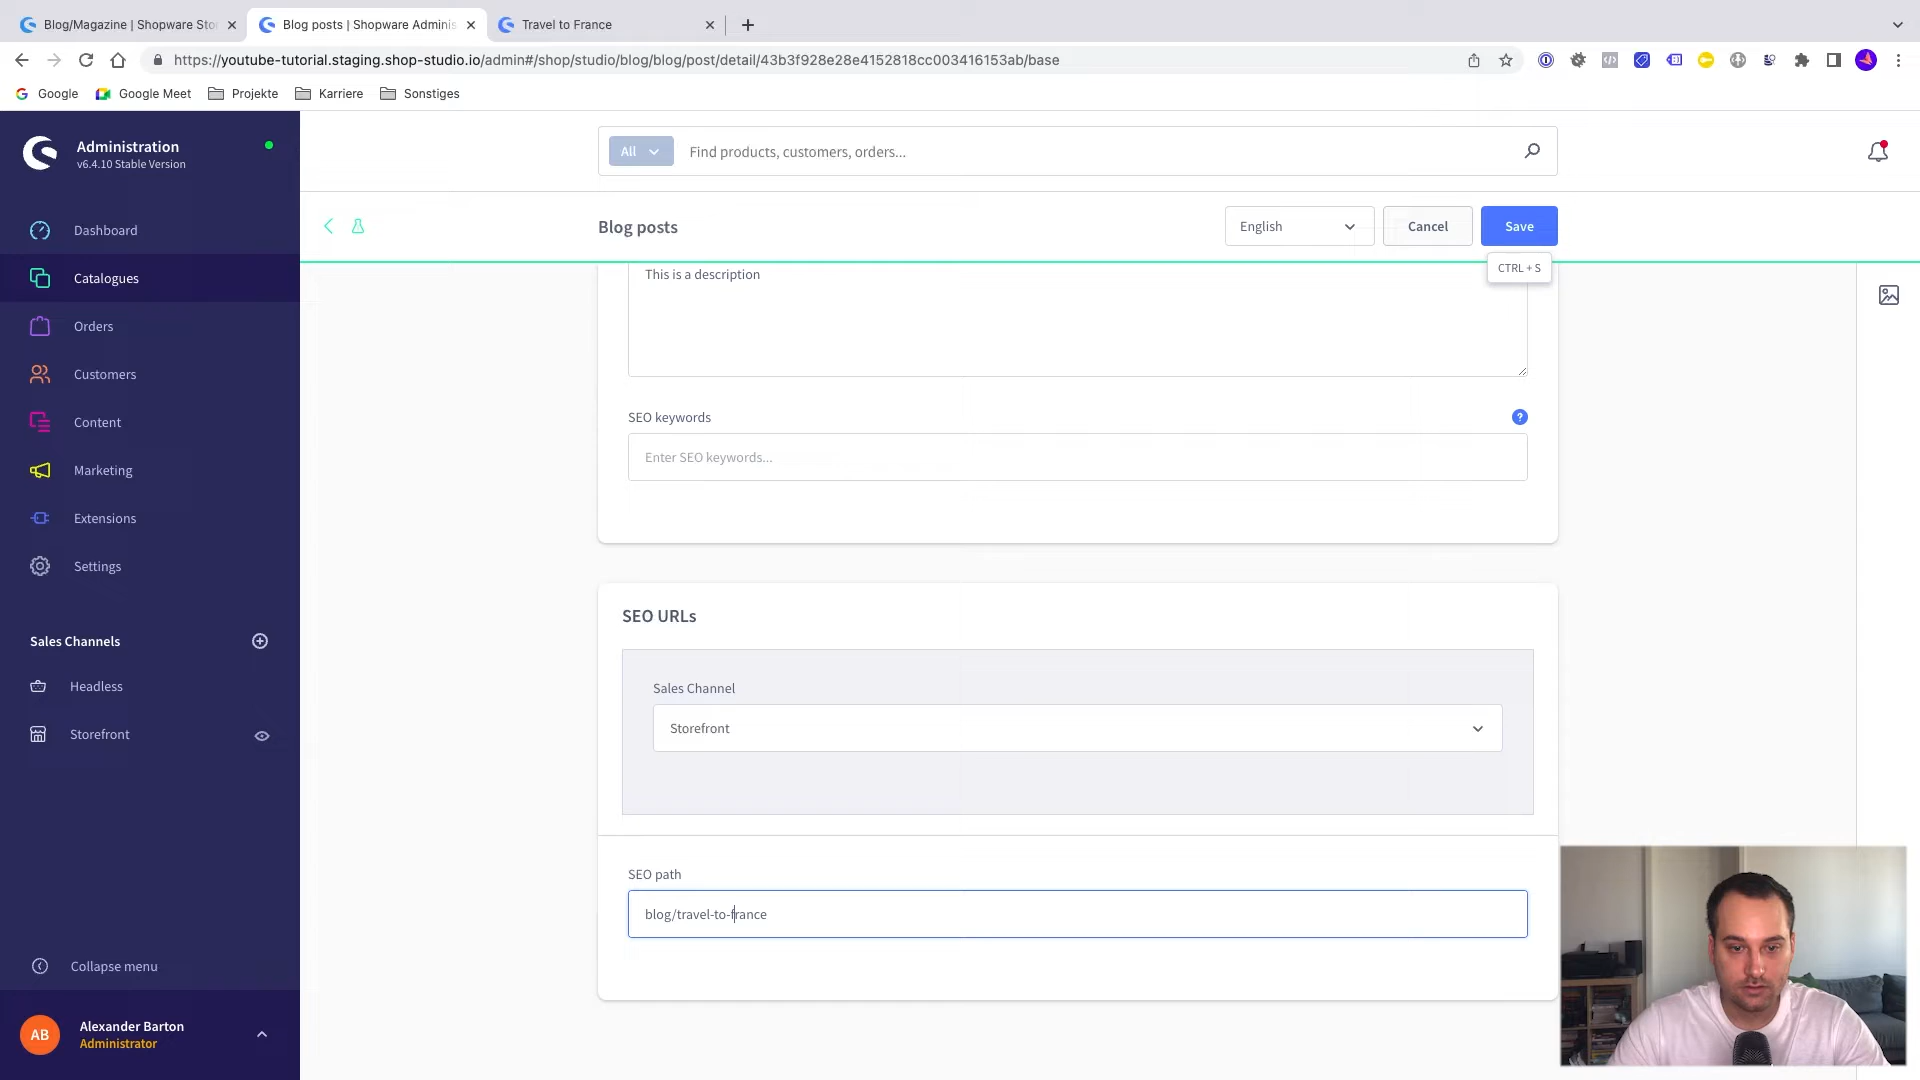 Blog/Magazine | Shopware Sto
Blog posts | Shopware Adminis
Travel to France
https://youtube-tutorial.staging.shop-studio.io/admin#/shop/studio/blog/blog/post/detail/43b3f928e28e4152818cc003416153ab/base
Google
Google Meet
Projekte
Karriere
Sonstiges
Administration
v6.4.10 Stable Version
All
Find products, customers, orders...
Blog posts
English
Cancel
Save
CTRL + S
Dashboard
Catalogues
Orders
Customers
Content
Marketing
Extensions
Settings
Sales Channels
Headless
Storefront
Collapse menu
AB
Alexander Barton
Administrator
This is a description
SEO keywords
?
Enter SEO keywords...
SEO URLs
Sales Channel
Storefront
SEO path
blog/travel-to-france